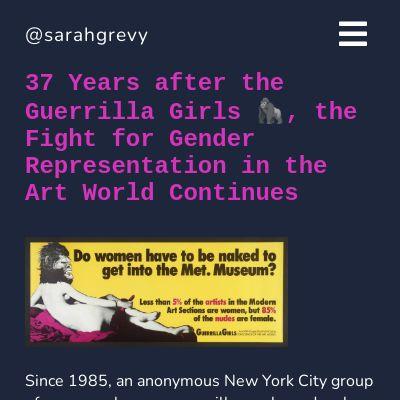 @sarahgrevy
37 Years after the
Guerrilla Girls 🦍, the
Fight for Gender
Representation in the
Art World Continues
Do women have to be naked to
get into the Met. Museum?
Less than 5% of the artists in the Modern
Art Sections are women, but 85%
of the nudes are female.
GUERRILLA GIRLS
Since 1985, an anonymous New York City group